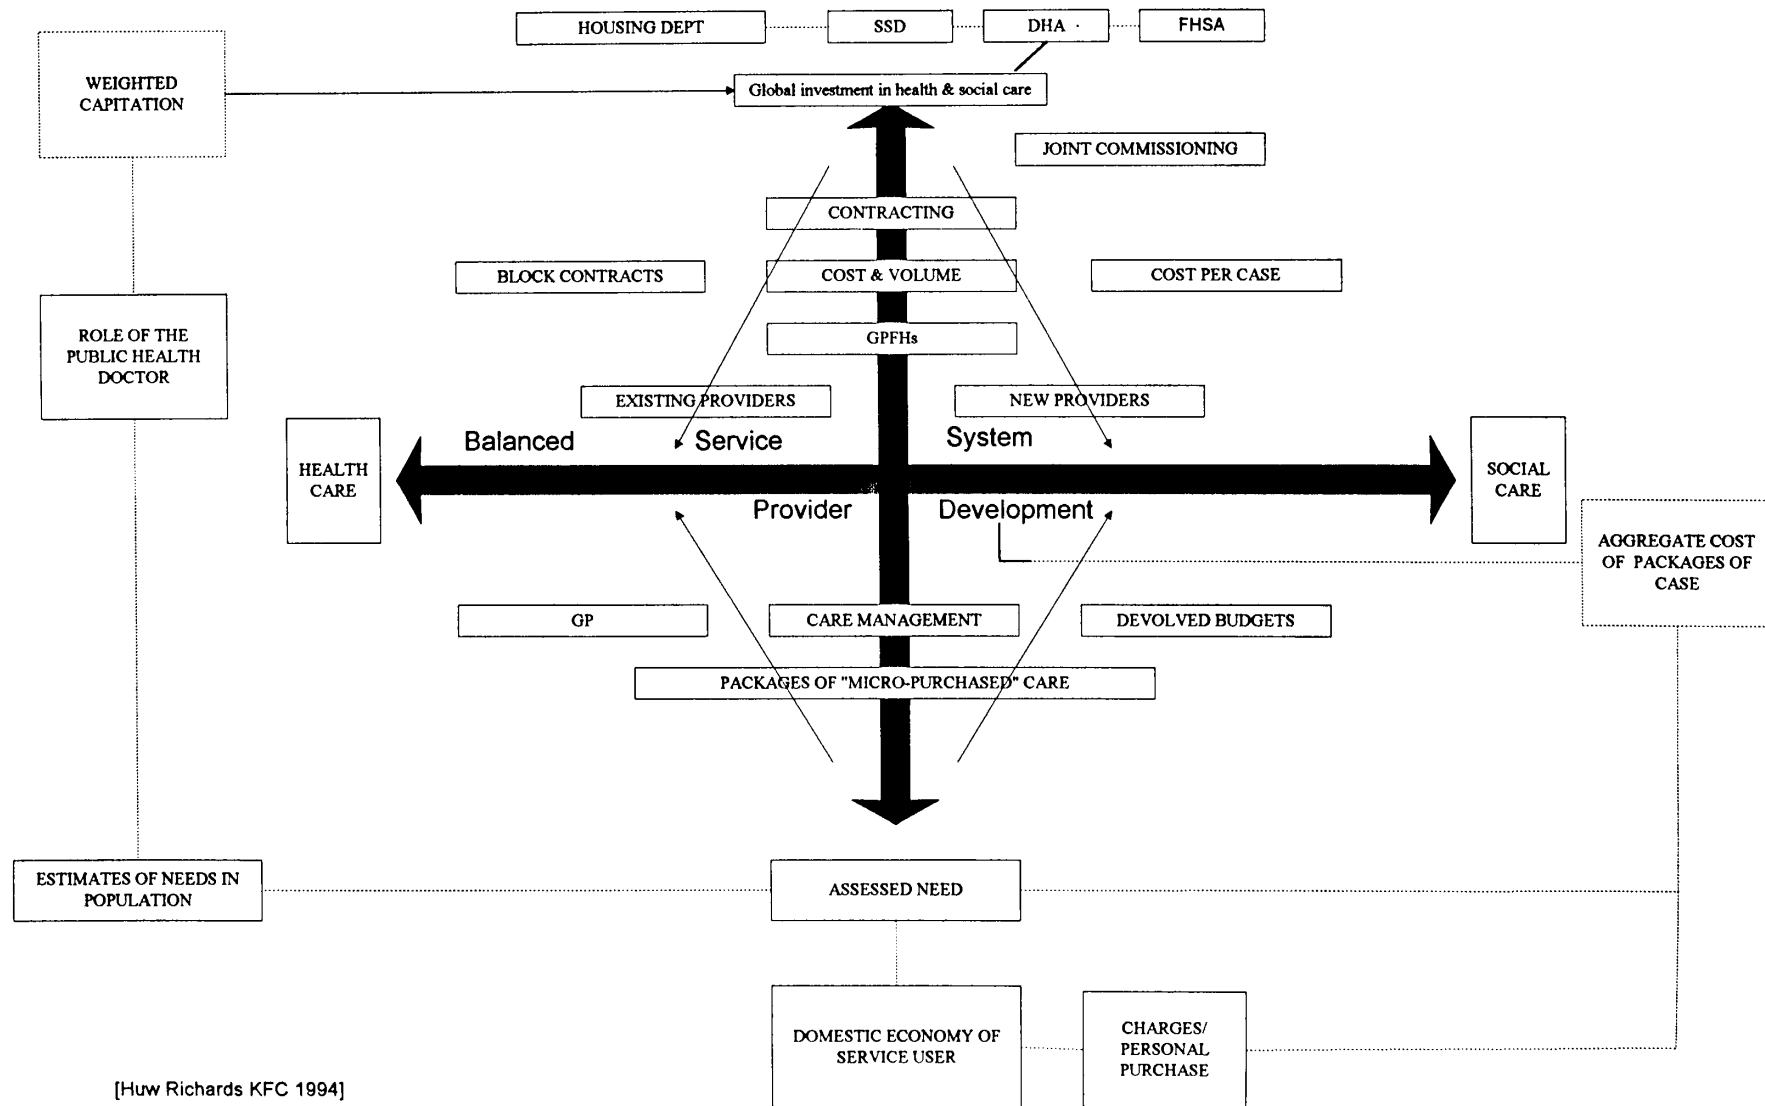 HOUSING DEPT
SSD
DHA
FHSA
WEIGHTED
CAPITATION
Global investment in health & social care
JOINT COMMISSIONING
CONTRACTING
BLOCK CONTRACTS
COST & VOLUME
COST PER CASE
ROLE OF THE
PUBLIC HEALTH
DOCTOR
GPFHs
EXISTING PROVIDERS
NEW PROVIDERS
Balanced Service System
HEALTH
CARE
SOCIAL
CARE
Provider Development
AGGREGATE COST
OF PACKAGES OF
CASE
GP
CARE MANAGEMENT
DEVOLVED BUDGETS
PACKAGES OF "MICRO-PURCHASED" CARE
ESTIMATES OF NEEDS IN
POPULATION
ASSESSED NEED
DOMESTIC ECONOMY OF
SERVICE USER
CHARGES/
PERSONAL
PURCHASE
[Huw Richards KFC 1994]